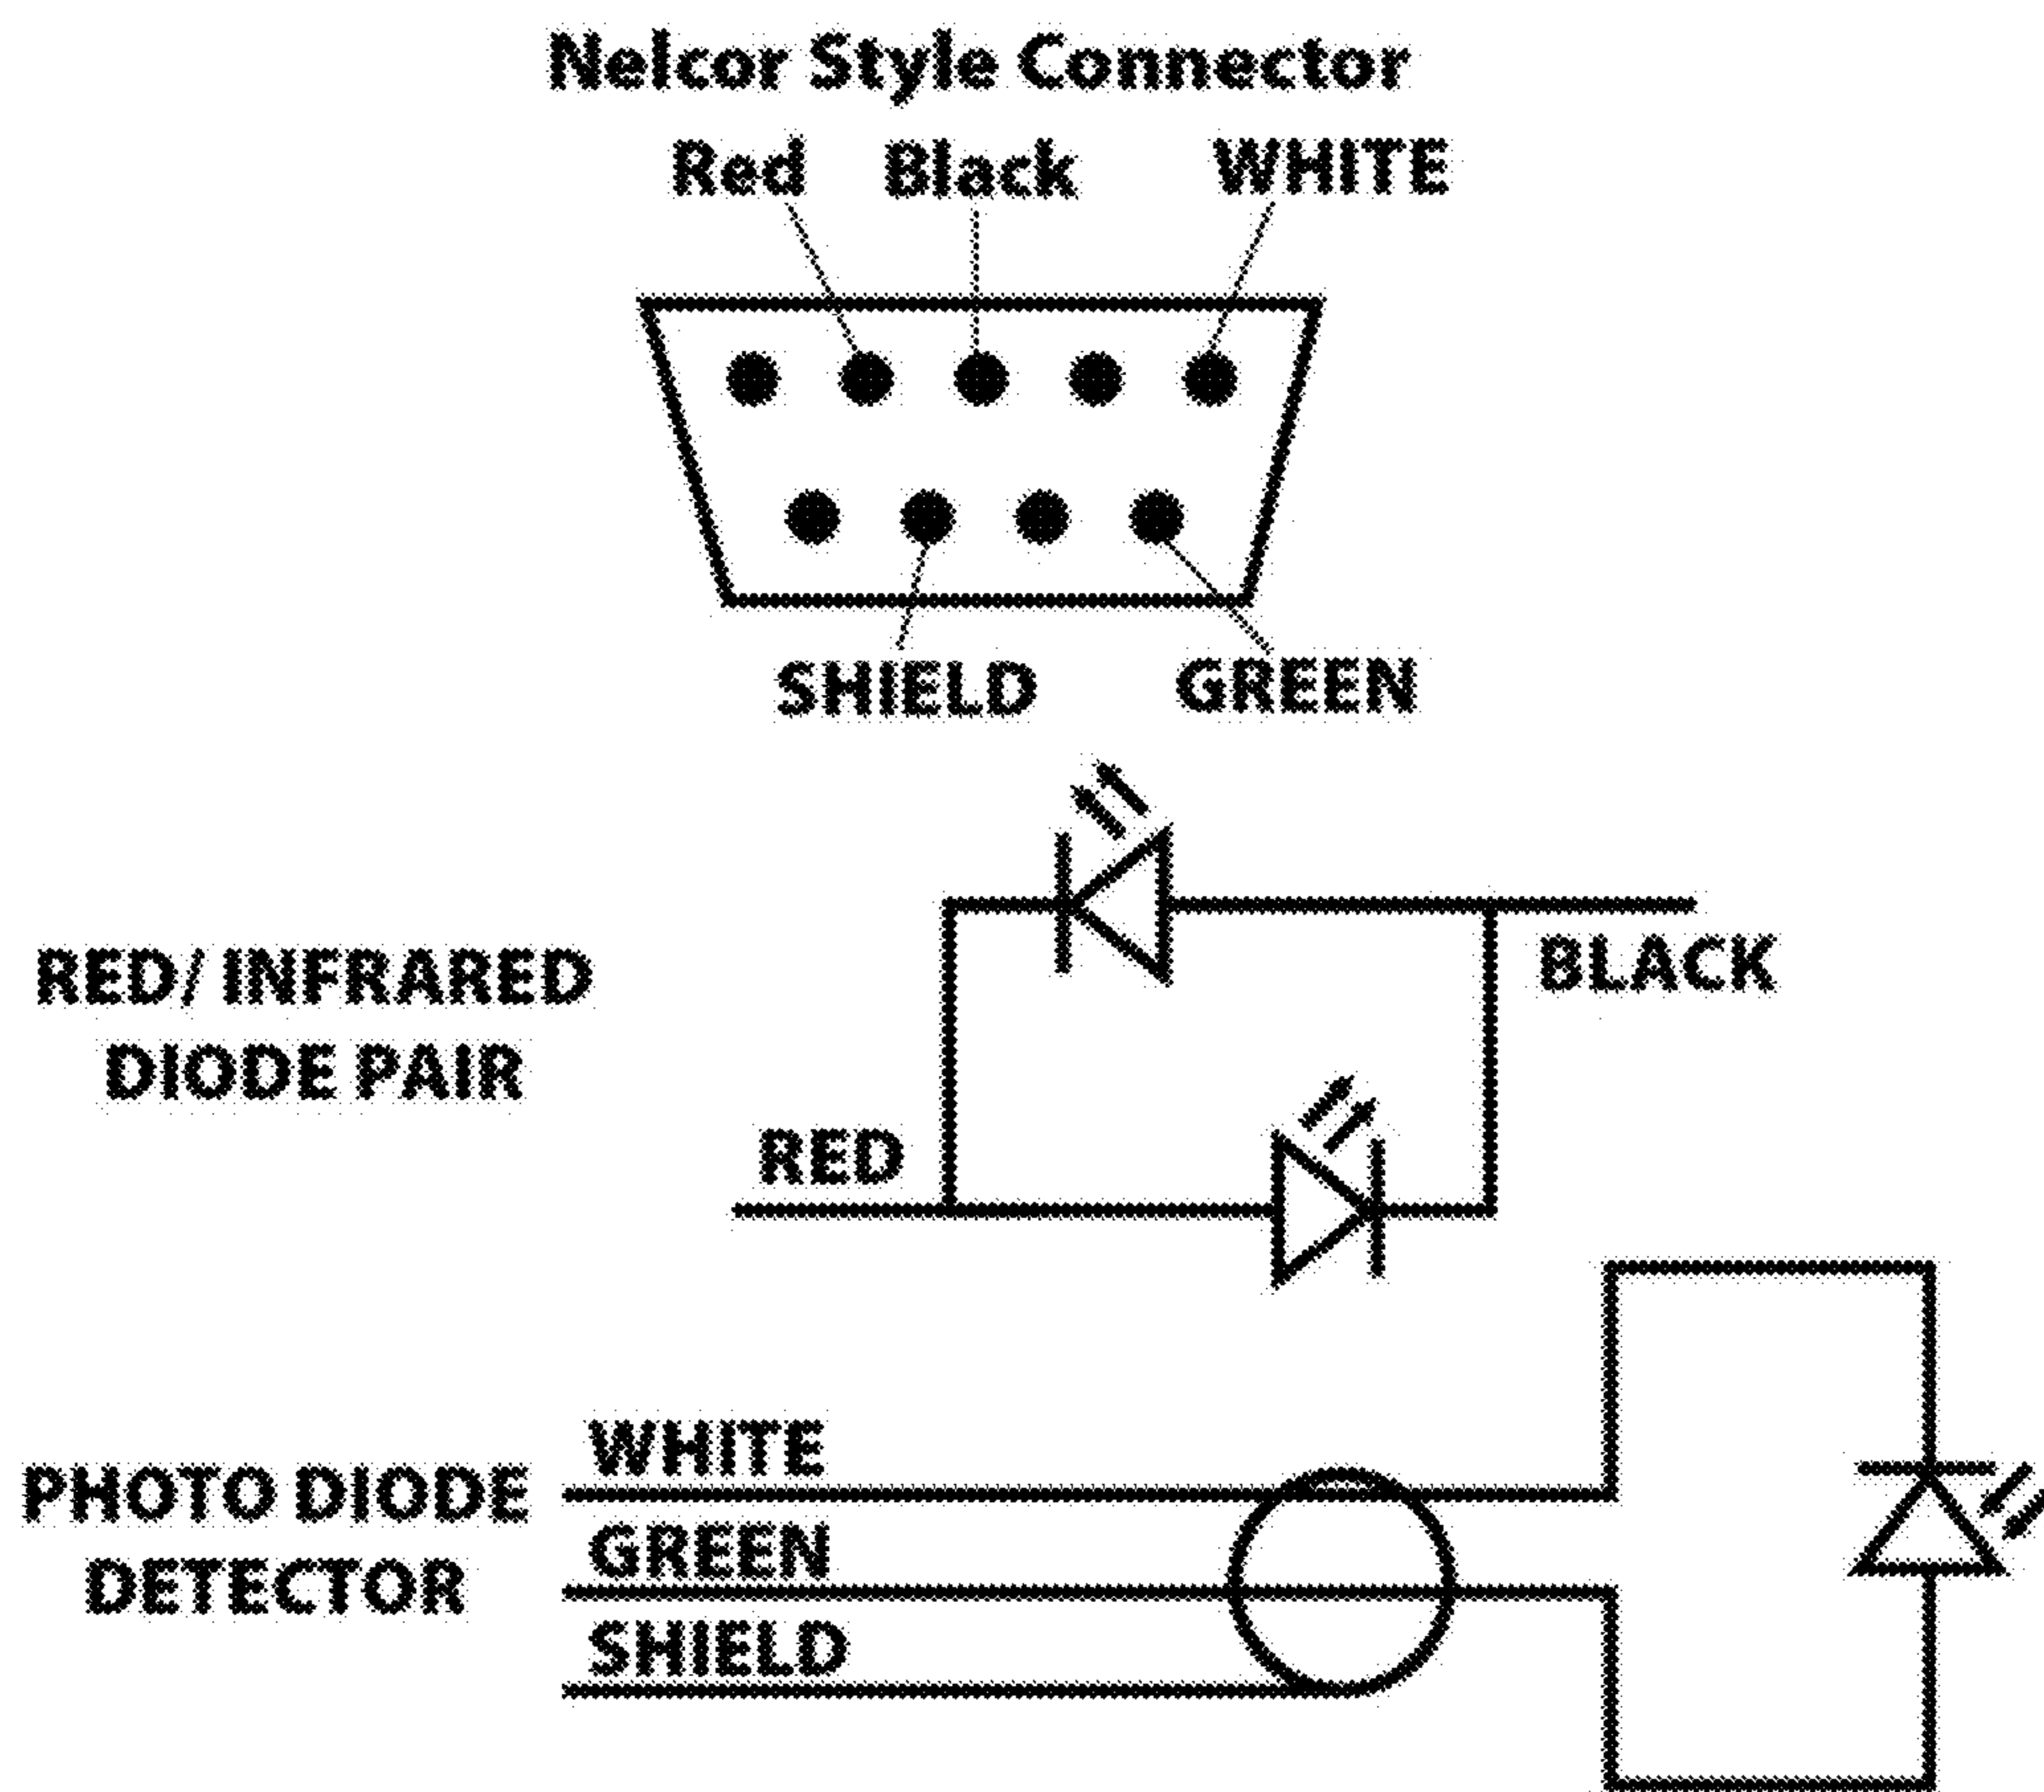 Nelcor Style Connector
Red Black WHITE
SHIELD GREEN
RED/ INFRARED
DIODE PAIR
BLACK
RED
PHOTO DIODE
DETECTOR
WHITE
GREEN
SHIELD